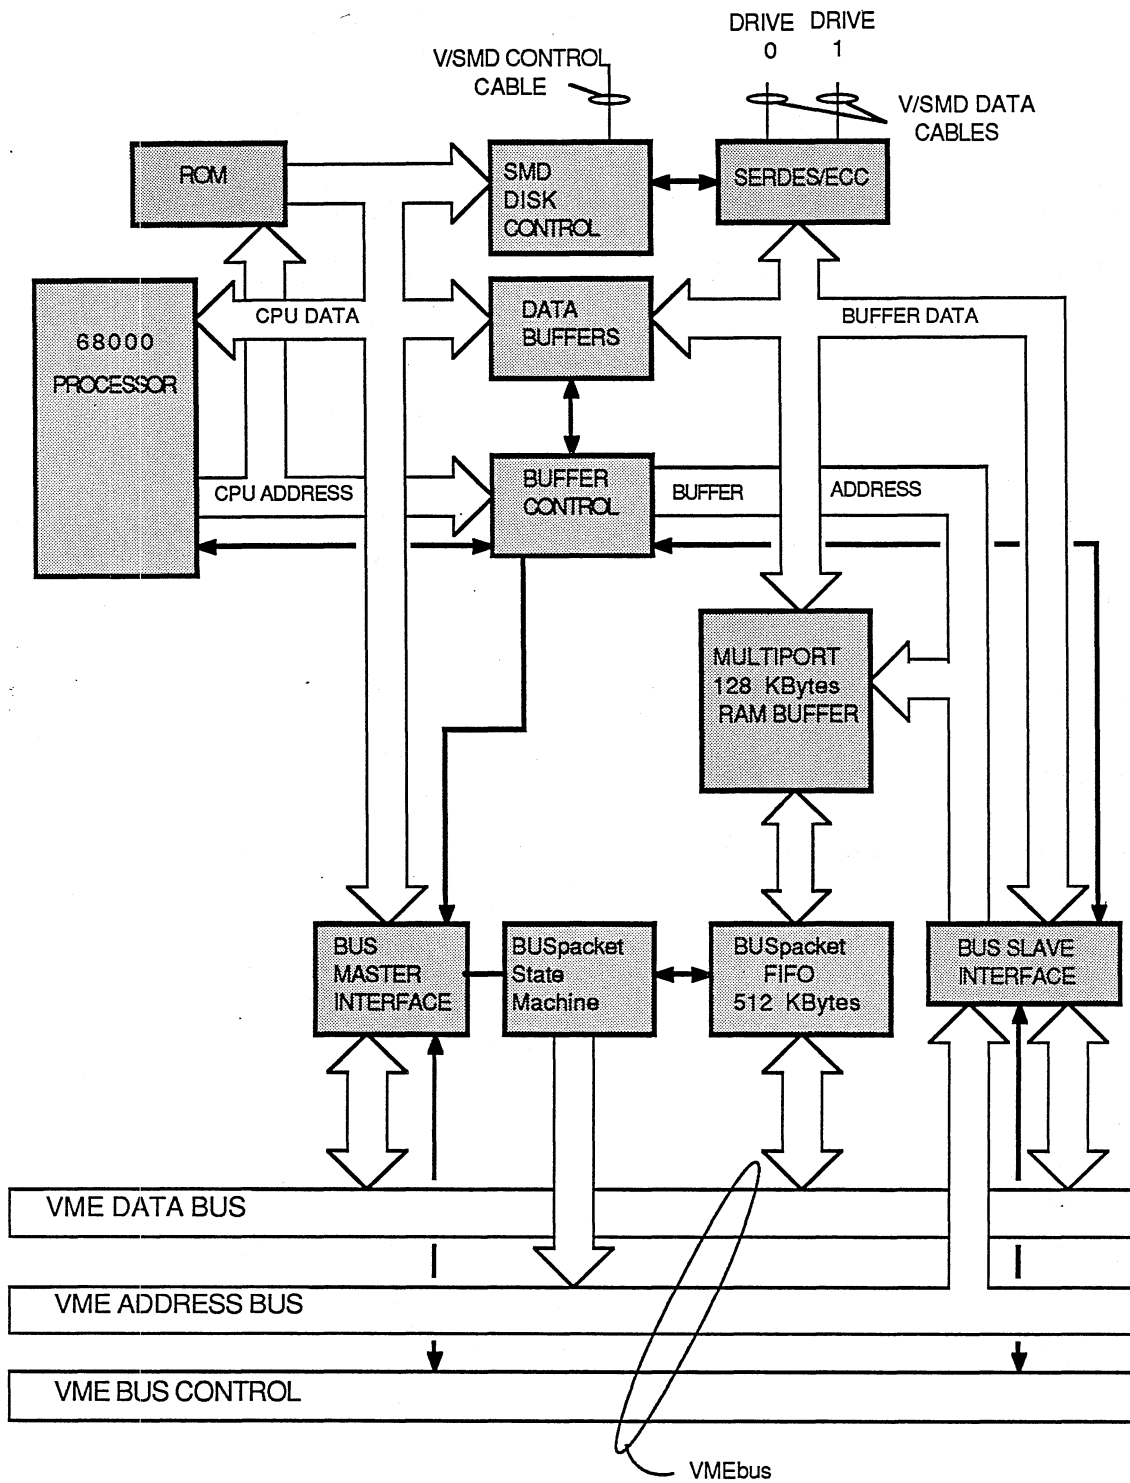 DRIVE DRIVE
0 1
V/SMD CONTROL
CABLE
V/SMD DATA
CABLES
ROM
SMD
DISK
CONTROL
SERDES/ECC
68000
PROCESSOR
CPU DATA
DATA
BUFFERS
BUFFER DATA
CPU ADDRESS
BUFFER
CONTROL
BUFFER ADDRESS
MULTIPORT
128 KBytes
RAM BUFFER
BUS
MASTER
INTERFACE
BUSpacket
State
Machine
BUSpacket
FIFO
512 KBytes
BUS SLAVE
INTERFACE
VME DATA BUS
VME ADDRESS BUS
VME BUS CONTROL
VMEbus